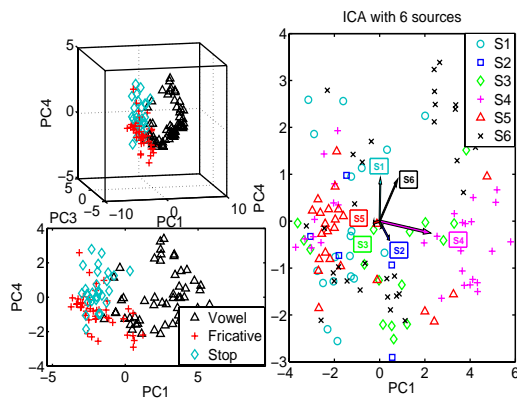 5
0
−5
PC4
5
0
−5
−10
0
10
PC3
PC1
4
2
0
−2
−4
PC4
−5
0
5
PC1
Vowel
Fricative
Stop
ICA with 6 sources
4
3
2
1
0
−1
−2
−3
PC4
−4
−2
0
2
4
6
PC1
S1
S2
S3
S4
S5
S6
S1
S6
S5
S3
S2
S4